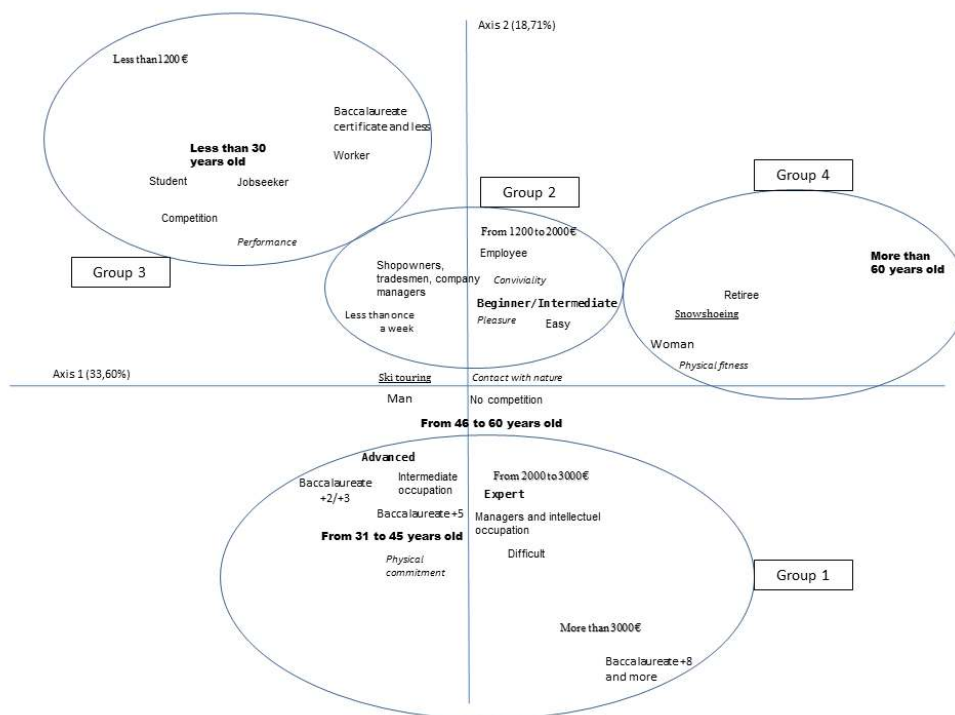 Axis 2 (18,71%)
Less than 1200 €
Baccalaureate
certificate and less
Less than 30
years old
Worker
Student
Jobseeker
Competition
Performance
Group 3
Group 2
Group 4
From 1200 to 2000€
Employee
Shopowners,
tradesmen, company
managers
Conviviality
Beginner/Intermediate
Less than once
a week
Pleasure
Easy
More than
60 years old
Retiree
Snowshoeing
Woman
Physical fitness
Axis 1 (33,60%)
Ski touring
Contact with nature
Man
No competition
From 46 to 60 years old
Advanced
Baccalaureate
+2/+3
Intermediate
occupation
From 2000 to 3000€
Expert
Baccalaureate +5
Managers and intellectuel
occupation
From 31 to 45 years old
Difficult
Physical
commitment
Group 1
More than 3000€
Baccalaureate +8
and more